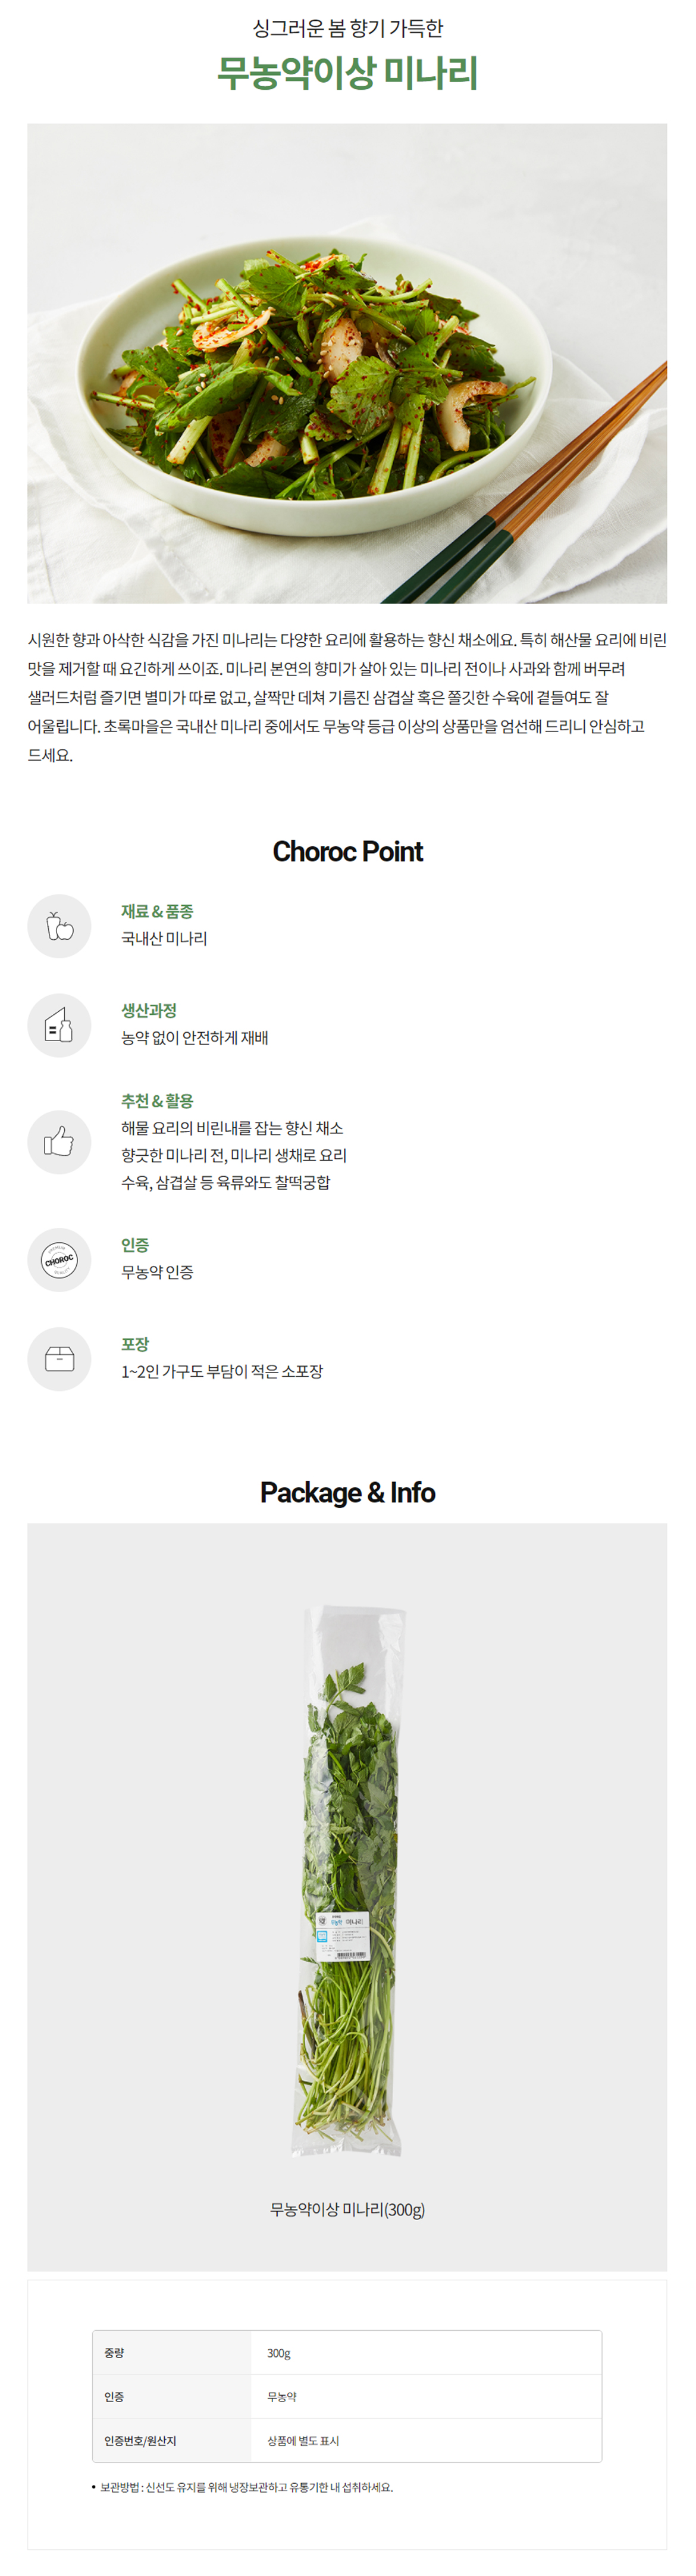 싱그러운 봄 향기 가득한
무농약이상 미나리
시원한 향과 아삭한 식감을 가진 미나리는 다양한 요리에 활용하는 향신 채소에요. 특히 해산물 요리에 비린
맛을 제거할 때 요긴하게 쓰이죠. 미나리 본연의 향미가 살아 있는 미나리 전이나 사과와 함께 버무려
샐러드처럼 즐기면 별미가 따로 없고, 살짝만 데쳐 기름진 삼겹살 혹은 쫄깃한 수육에 곁들여도 잘
어울립니다. 초록마을은 국내산 미나리 중에서도 무농약 등급 이상의 상품만을 엄선해 드리니 안심하고
드세요.
Choroc Point
재료 & 품종
국내산 미나리
생산과정
농약 없이 안전하게 재배
추천 & 활용
해물 요리의 비린내를 잡는 향신 채소
향긋한 미나리 전, 미나리 생채로 요리
수육, 삼겹살 등 육류와도 찰떡궁합
CHOROC
인증
무농약 인증
포장
1~2인 가구도 부담이 적은 소포장
Package & Info
무농약 미나리
무농약이상 미나리(300g)
중량 300g
인증 무농약
인증번호/원산지 상품에 별도 표시
• 보관방법 : 신선도 유지를 위해 냉장보관하고 유통기한 내 섭취하세요.